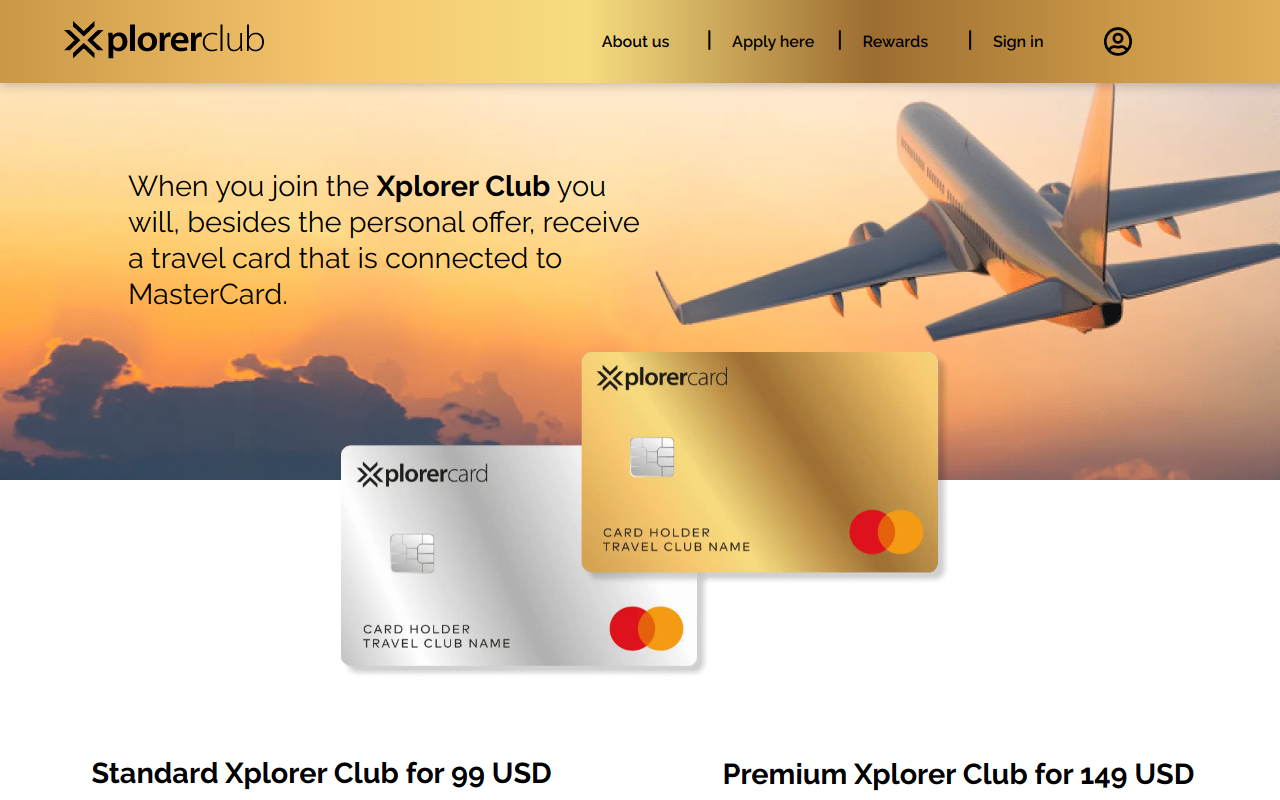 Xplorerclub
About us | Apply here | Rewards | Sign in
When you join the Xplorer Club you
will, besides the personal offer, receive
a travel card that is connected to
MasterCard.
Xplorercard
CARD HOLDER
TRAVEL CLUB NAME
Xplorercard
CARD HOLDER
TRAVEL CLUB NAME
Standard Xplorer Club for 99 USD
Premium Xplorer Club for 149 USD